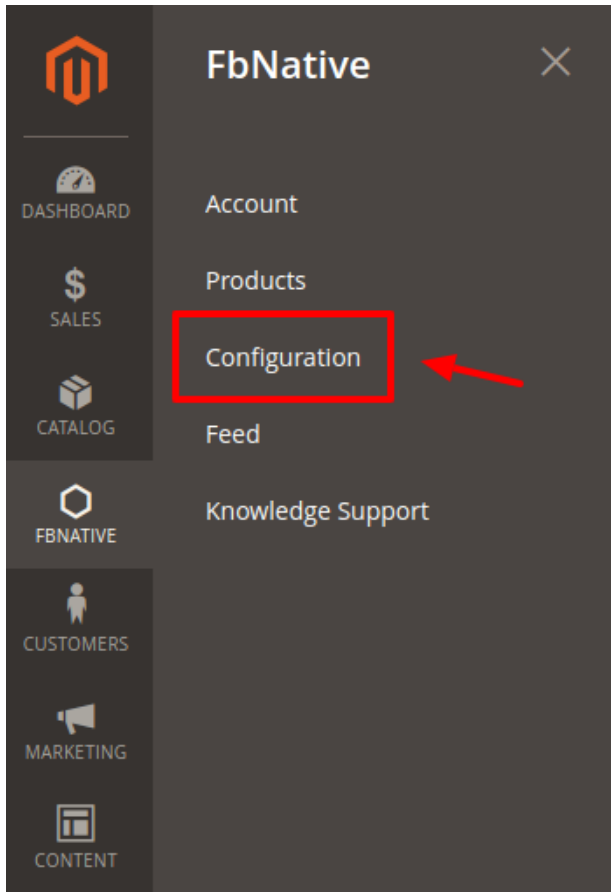 FbNative
DASHBOARD
$
SALES
CATALOG
FBNATIVE
CUSTOMERS
MARKETING
CONTENT
Account
Products
Configuration
Feed
Knowledge Support